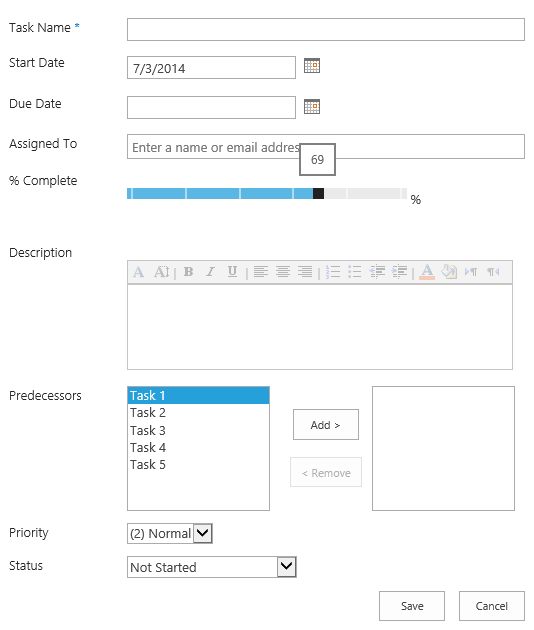 Task Name *
Start Date
7/3/2014
Due Date
Assigned To
Enter a name or email addres
69
% Complete
%
Description
A A B I U A
Predecessors
Task 1
Task 2
Task 3
Task 4
Task 5
Add >
< Remove
Priority
(2) Normal
Status
Not Started
Save
Cancel